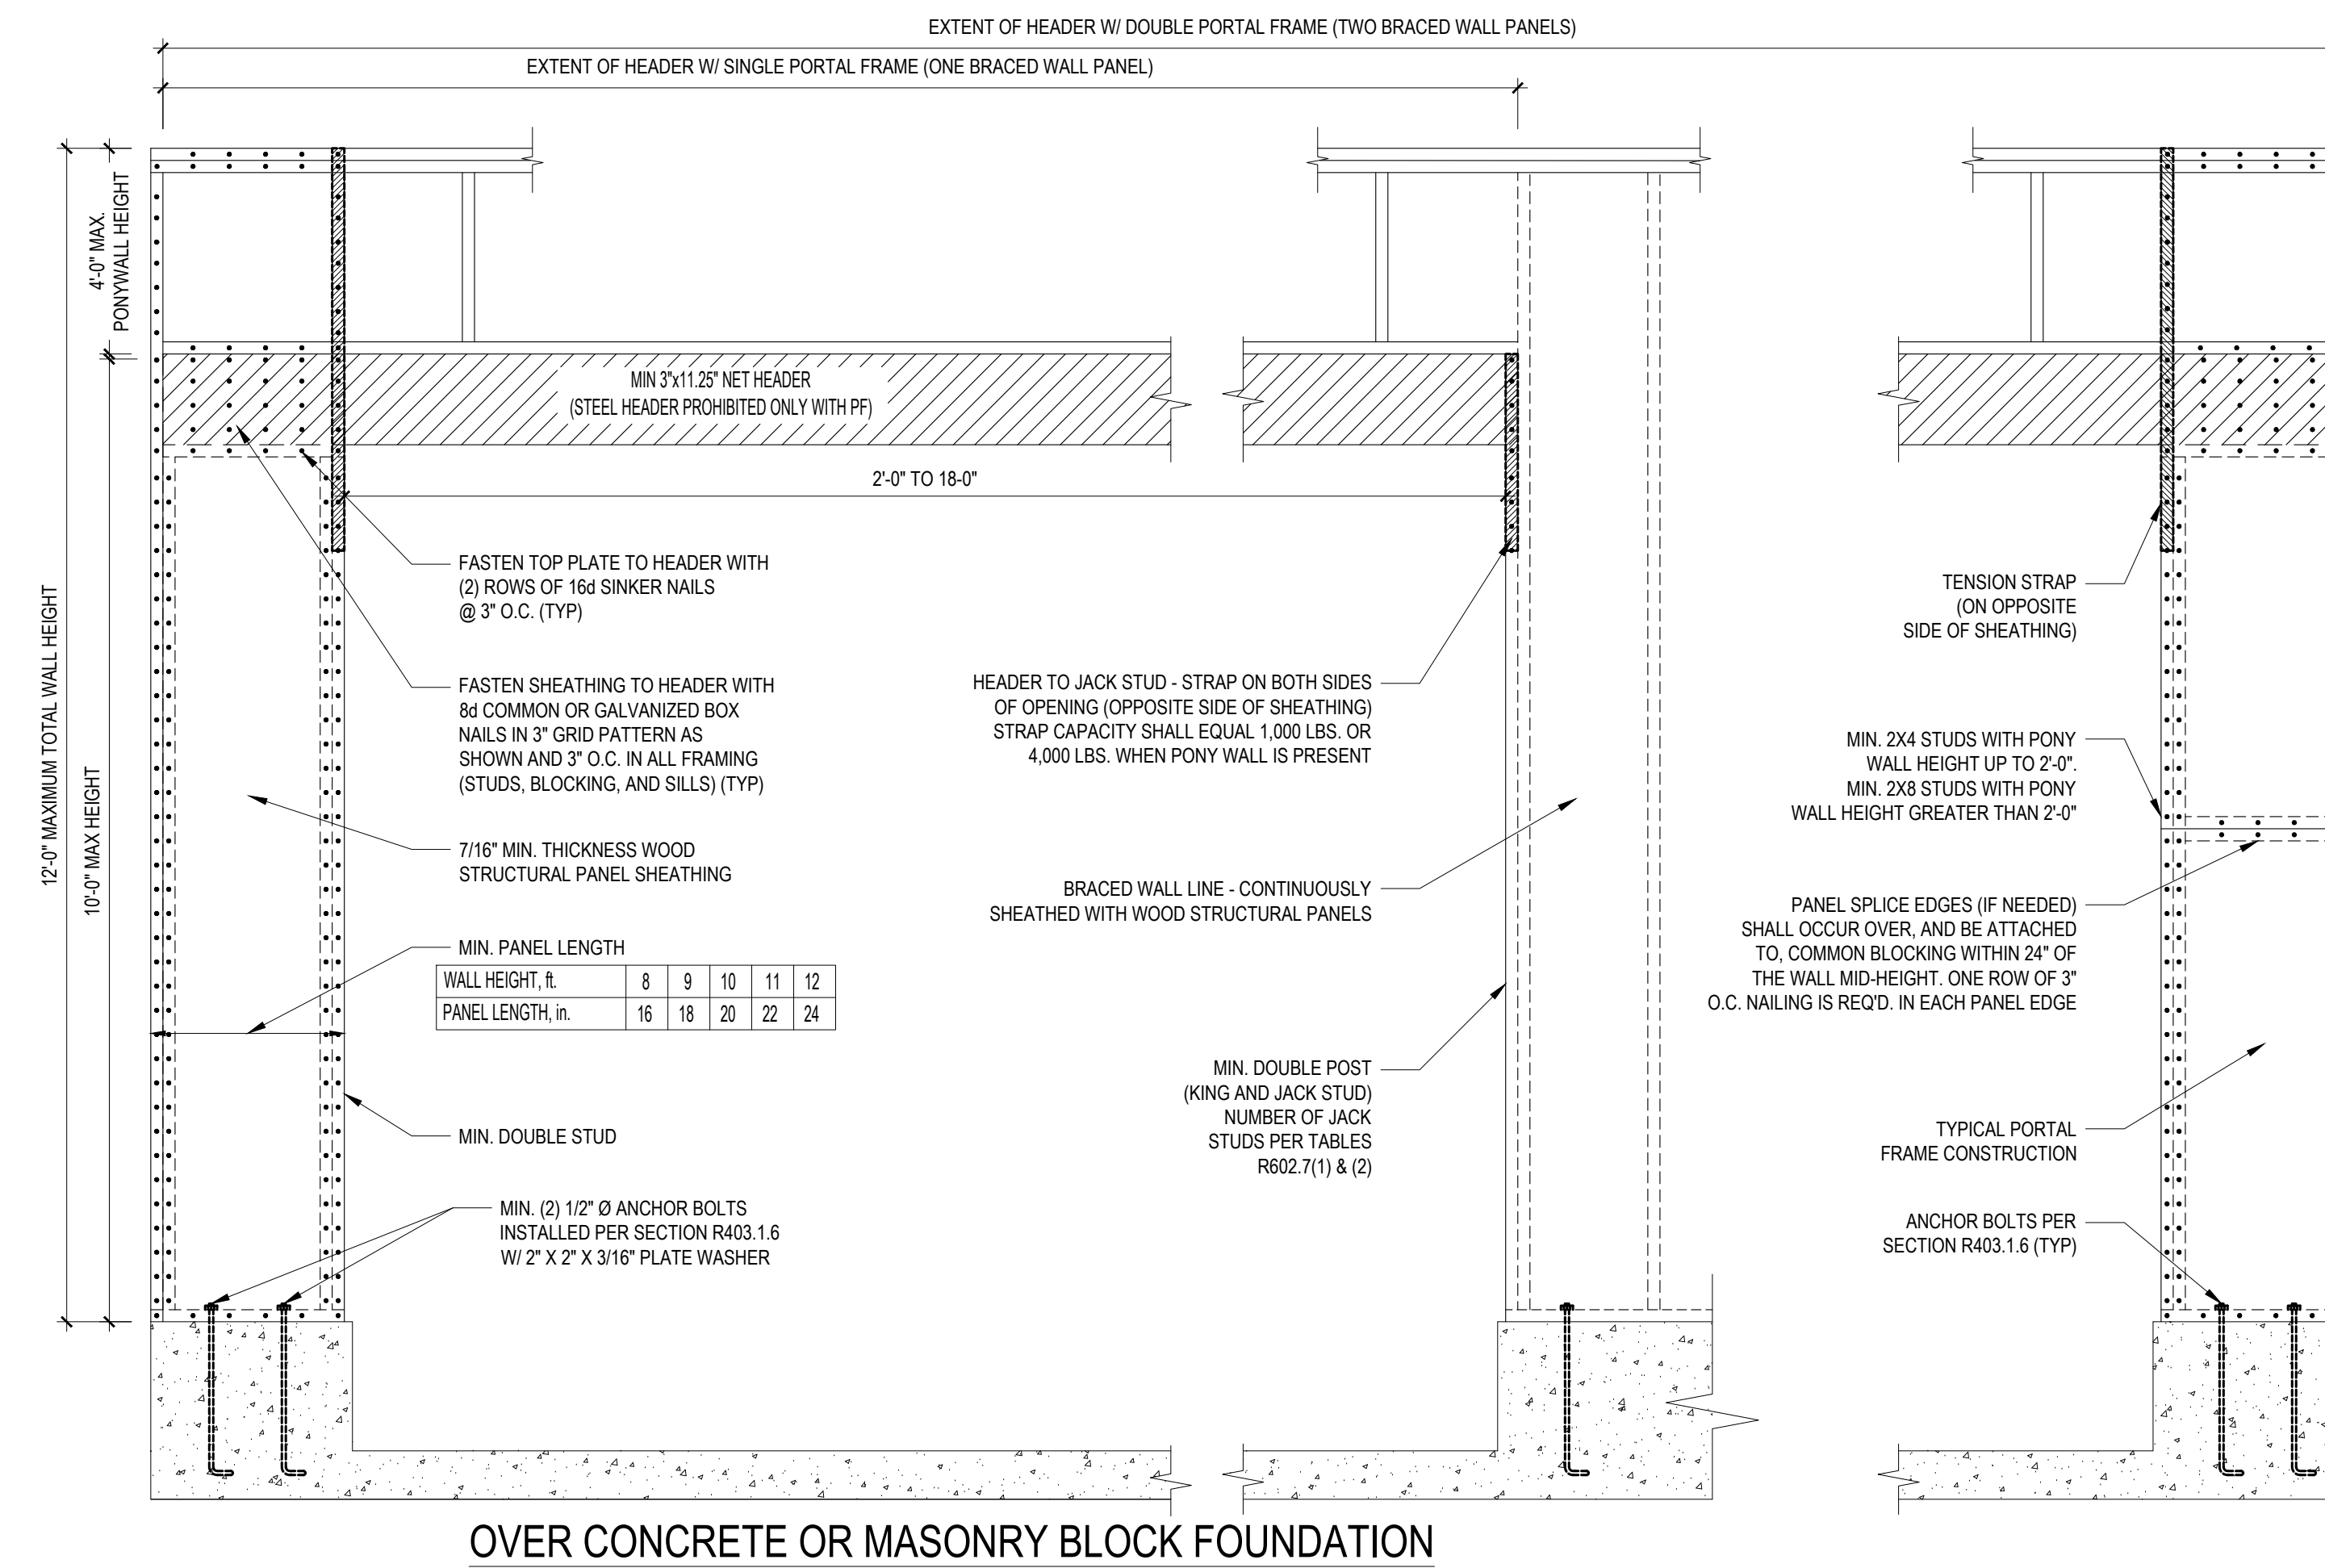 EXTENT OF HEADER W/ DOUBLE PORTAL FRAME (TWO BRACED WALL PANELS)
EXTENT OF HEADER W/ SINGLE PORTAL FRAME (ONE BRACED WALL PANEL)
4'-0" MAX.
PONYWALL HEIGHT
12'-0" MAXIMUM TOTAL WALL HEIGHT
10'-0" MAX HEIGHT
MIN 3"x11.25" NET HEADER
(STEEL HEADER PROHIBITED ONLY WITH PF)
2'-0" TO 18-0"
FASTEN TOP PLATE TO HEADER WITH
(2) ROWS OF 16d SINKER NAILS
@ 3" O.C. (TYP)
FASTEN SHEATHING TO HEADER WITH
8d COMMON OR GALVANIZED BOX
NAILS IN 3" GRID PATTERN AS
SHOWN AND 3" O.C. IN ALL FRAMING
(STUDS, BLOCKING, AND SILLS) (TYP)
7/16" MIN. THICKNESS WOOD
STRUCTURAL PANEL SHEATHING
MIN. PANEL LENGTH
WALL HEIGHT, ft. 8 9 10 11 12
PANEL LENGTH, in. 16 18 20 22 24
MIN. DOUBLE STUD
MIN. (2) 1/2" Ø ANCHOR BOLTS
INSTALLED PER SECTION R403.1.6
W/ 2" X 2" X 3/16" PLATE WASHER
HEADER TO JACK STUD - STRAP ON BOTH SIDES
OF OPENING (OPPOSITE SIDE OF SHEATHING)
STRAP CAPACITY SHALL EQUAL 1,000 LBS. OR
4,000 LBS. WHEN PONY WALL IS PRESENT
BRACED WALL LINE - CONTINUOUSLY
SHEATHED WITH WOOD STRUCTURAL PANELS
MIN. DOUBLE POST
(KING AND JACK STUD)
NUMBER OF JACK
STUDS PER TABLES
R602.7(1) & (2)
TENSION STRAP
(ON OPPOSITE
SIDE OF SHEATHING)
MIN. 2X4 STUDS WITH PONY
WALL HEIGHT UP TO 2'-0".
MIN. 2X8 STUDS WITH PONY
WALL HEIGHT GREATER THAN 2'-0"
PANEL SPLICE EDGES (IF NEEDED)
SHALL OCCUR OVER, AND BE ATTACHED
TO, COMMON BLOCKING WITHIN 24" OF
THE WALL MID-HEIGHT. ONE ROW OF 3"
O.C. NAILING IS REQ'D. IN EACH PANEL EDGE
TYPICAL PORTAL
FRAME CONSTRUCTION
ANCHOR BOLTS PER
SECTION R403.1.6 (TYP)
OVER CONCRETE OR MASONRY BLOCK FOUNDATION